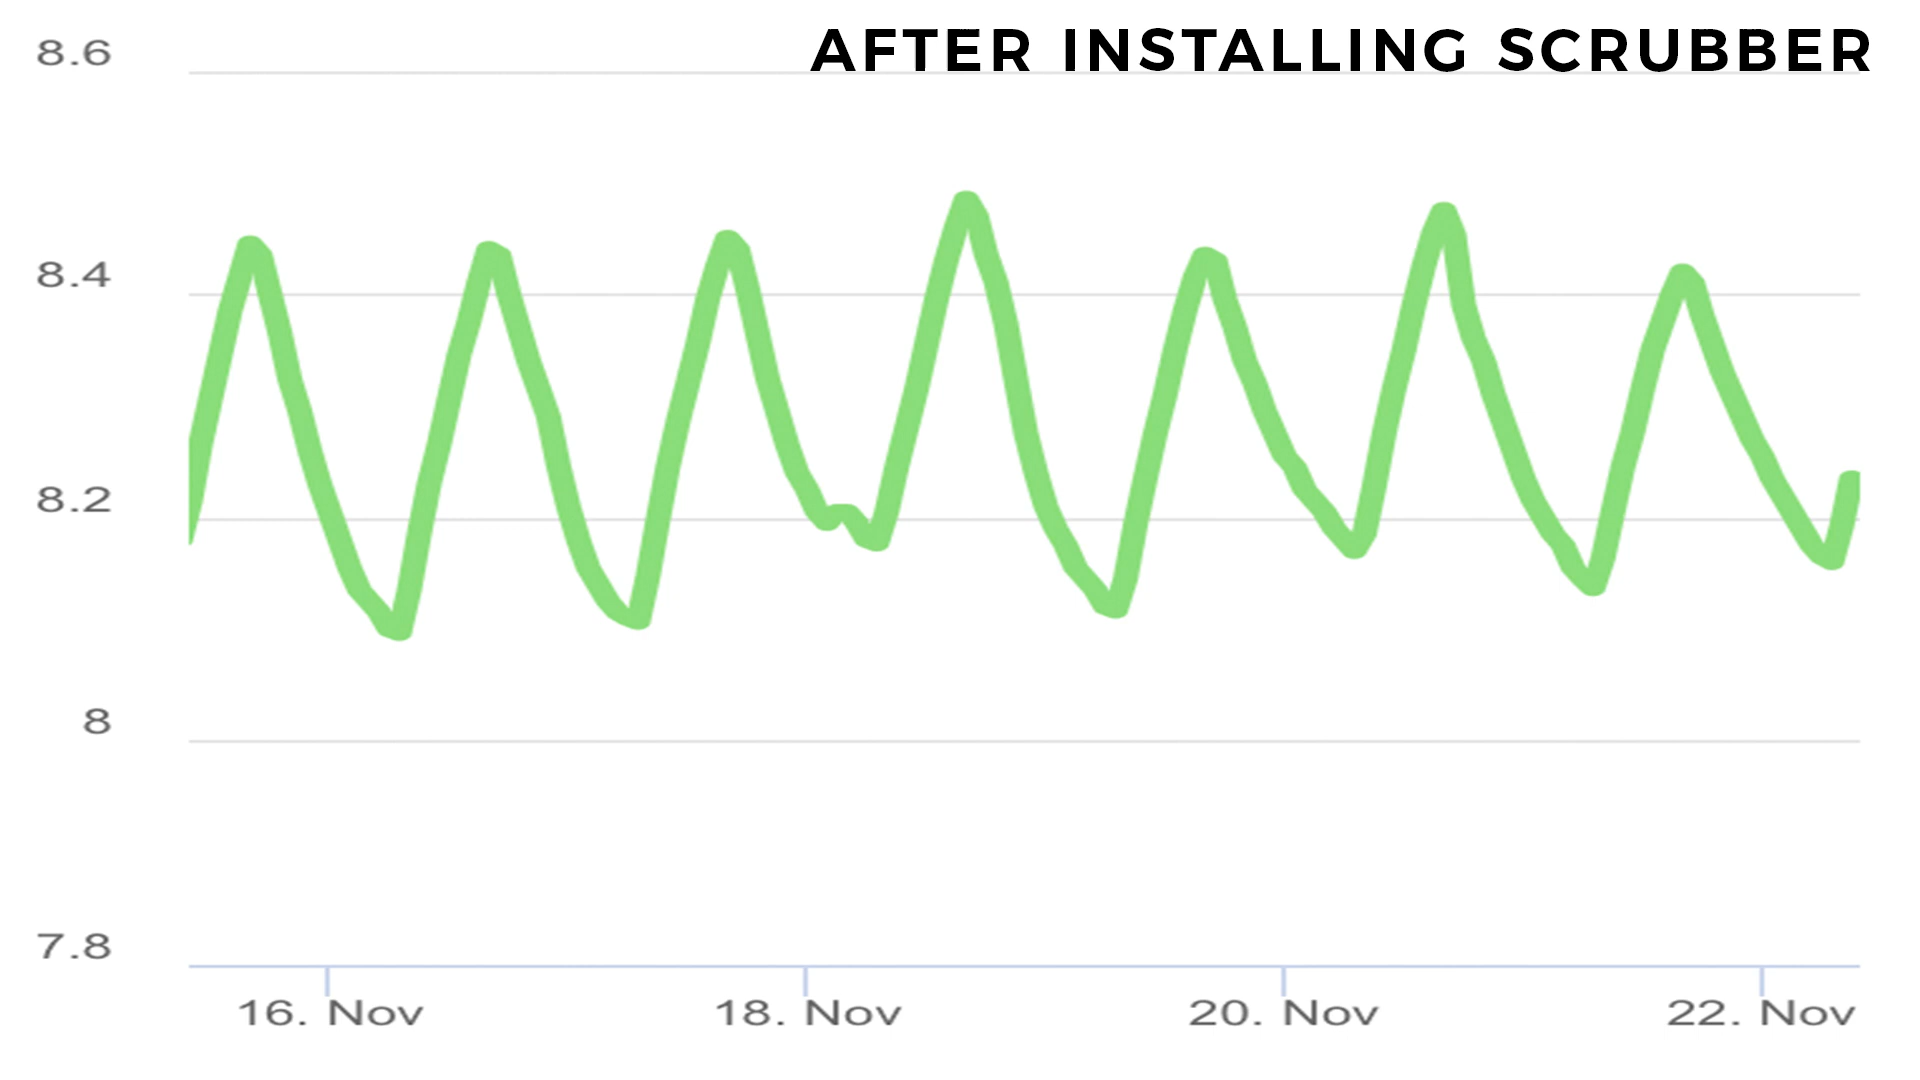 AFTER INSTALLING SCRUBBER
8.6
8.4
8.2
8
7.8
16. Nov
18. Nov
20. Nov
22. Nov